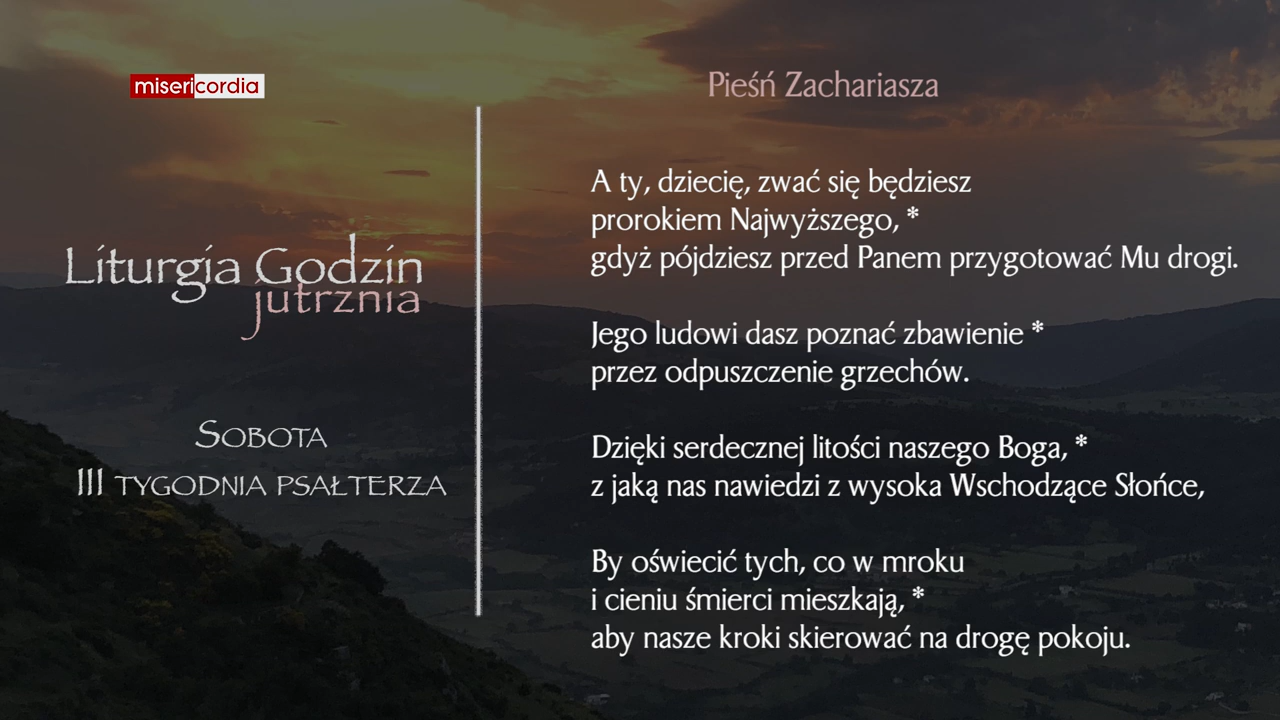 misericordia
Liturgia Godzin
jutrznia
Sobota
III tygodnia psałterza
Pieśń Zachariasza
A ty, dziecię, zwać się będziesz
prorokiem Najwyższego, *
gdyż pójdziesz przed Panem przygotować Mu drogi.
Jego ludowi dasz poznać zbawienie *
przez odpuszczenie grzechów.
Dzięki serdecznej litości naszego Boga, *
z jaką nas nawiedzi z wysoka Wschodzące Słońce,
By oświecić tych, co w mroku
i cieniu śmierci mieszkają, *
aby nasze kroki skierować na drogę pokoju.